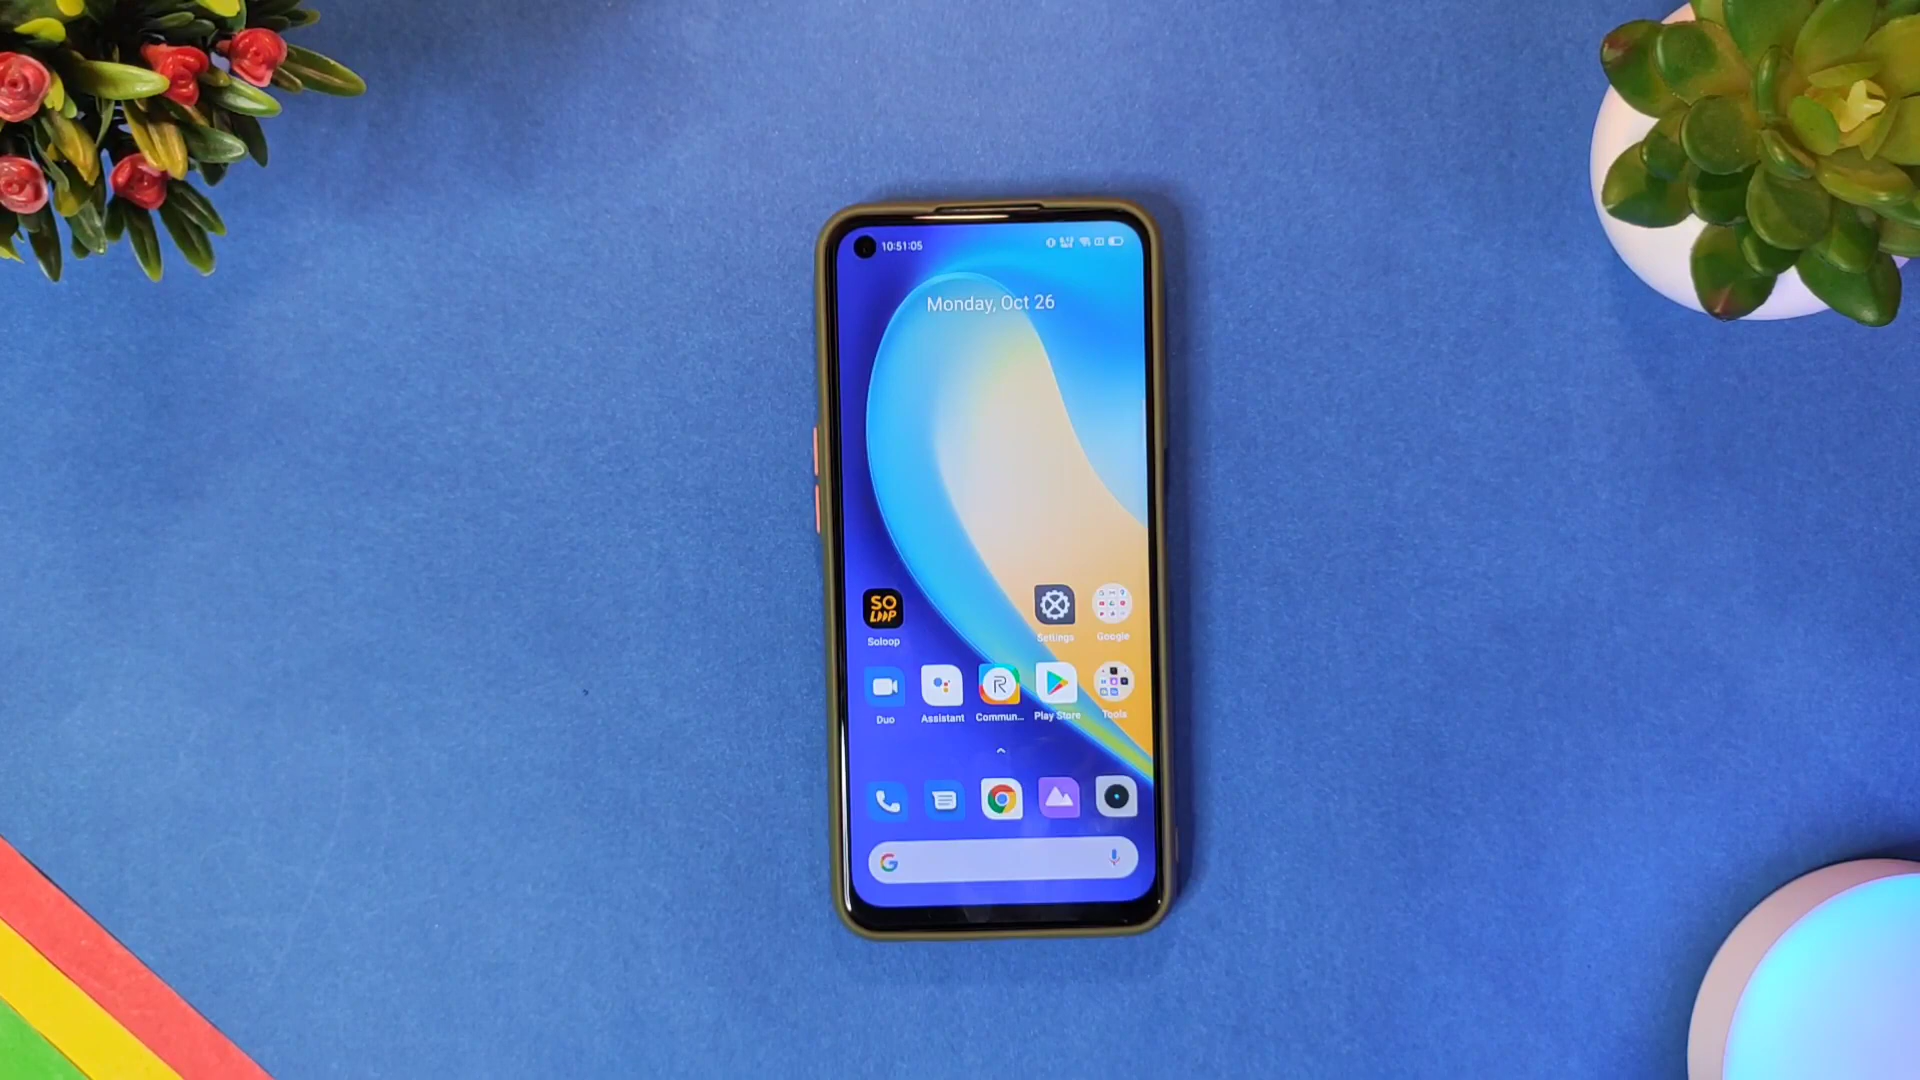 10:51:05
Monday, Oct 26
SO
LOOP
Soloop
Settings
Google
Duo
Assistant
Commun...
Play Store
Tools